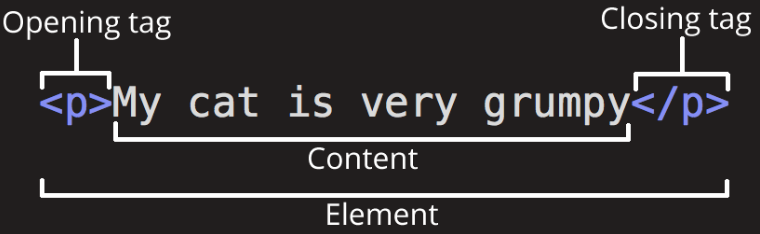 Opening tag
Closing tag
<p>My cat is very grumpy</p>
Content
Element